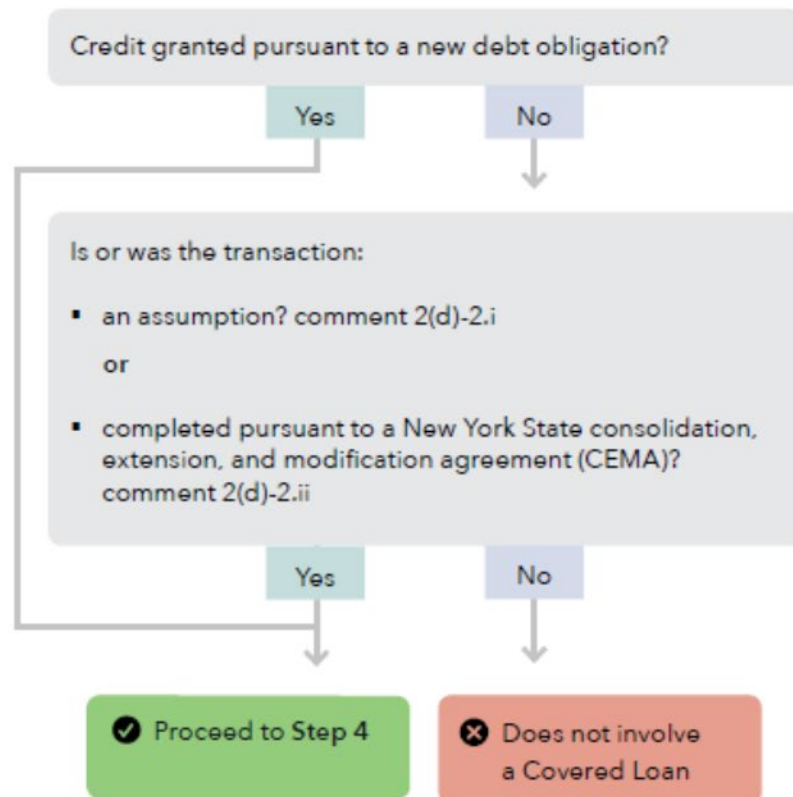 Credit granted pursuant to a new debt obligation?
Yes
No
Is or was the transaction:
▪ an assumption? comment 2(d)-2.i
or
▪ completed pursuant to a New York State consolidation,
extension, and modification agreement (CEMA)?
comment 2(d)-2.ii
Yes
No
Proceed to Step 4
Does not involve
a Covered Loan